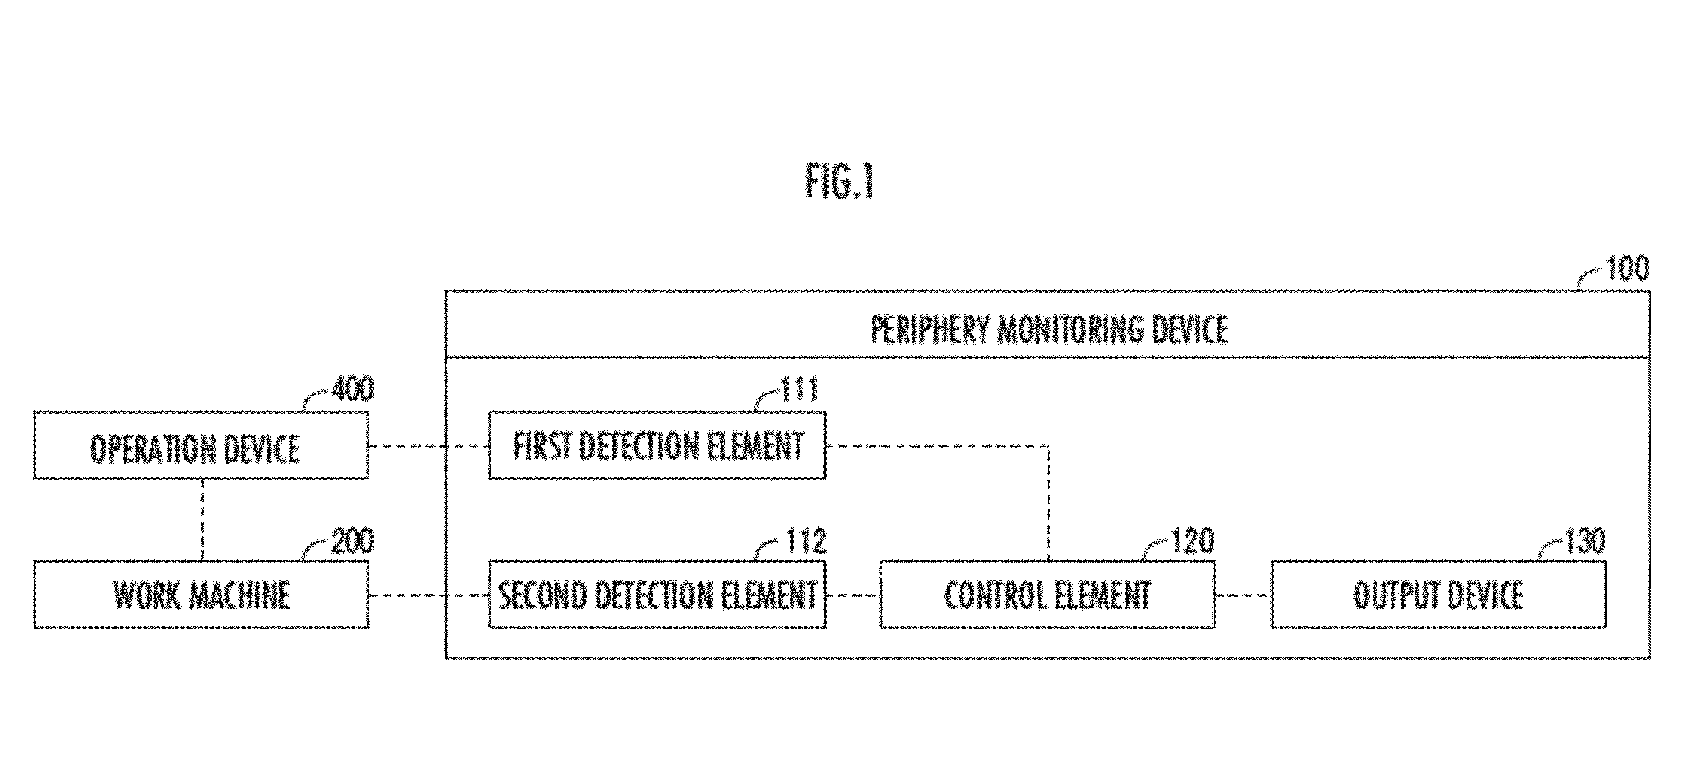 FIG.1
100
PERIPHERY MONITORING DEVICE
400
OPERATION DEVICE
111
FIRST DETECTION ELEMENT
200
WORK MACHINE
112
SECOND DETECTION ELEMENT
120
CONTROL ELEMENT
130
OUTPUT DEVICE